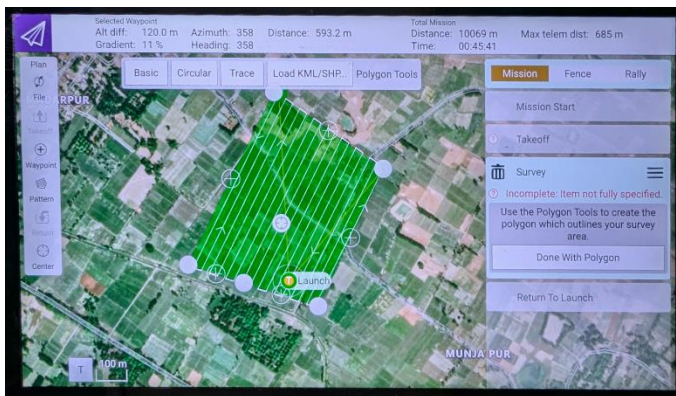 Selected Waypoint
Alt diff: 120.0 m Azimuth: 358 Distance: 593.2 m
Gradient: 11 % Heading: 358
Total Mission
Distance: 10069 m Max telem dist: 685 m
Time: 00:45:41
Plan
File
Takeoff
Waypoint
Pattern
Return
Center
Basic
Circular
Trace
Load KML/SHP...
Polygon Tools
ARPUR
Launch
MUNJA PUR
T
100 m
Mission
Fence
Rally
Mission Start
Takeoff
Survey
Incomplete: Item not fully specified.
Use the Polygon Tools to create the
polygon which outlines your survey
area.
Done With Polygon
Return To Launch